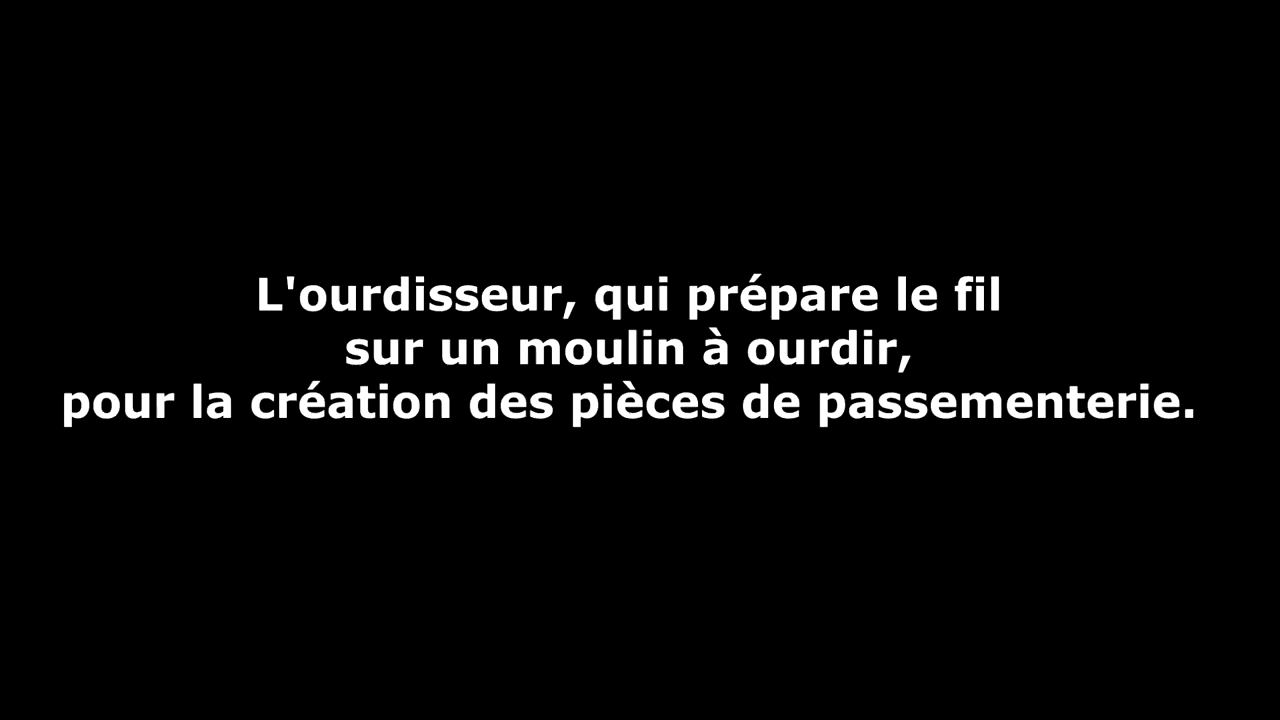 L'ourdisseur, qui prépare le fil
sur un moulin à ourdir,
pour la création des pièces de passementerie.